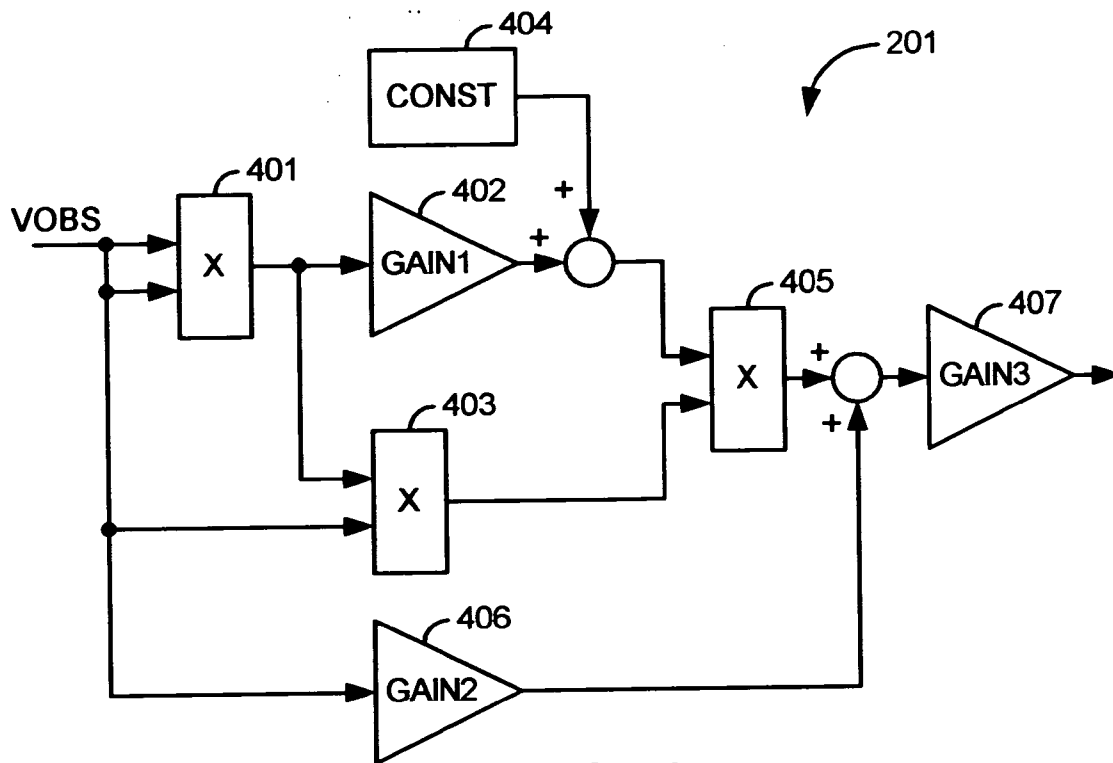 404
201
CONST
401
402
+
VOBS
+
GAIN1
X
405
407
+
X
GAIN3
403
+
X
406
GAIN2